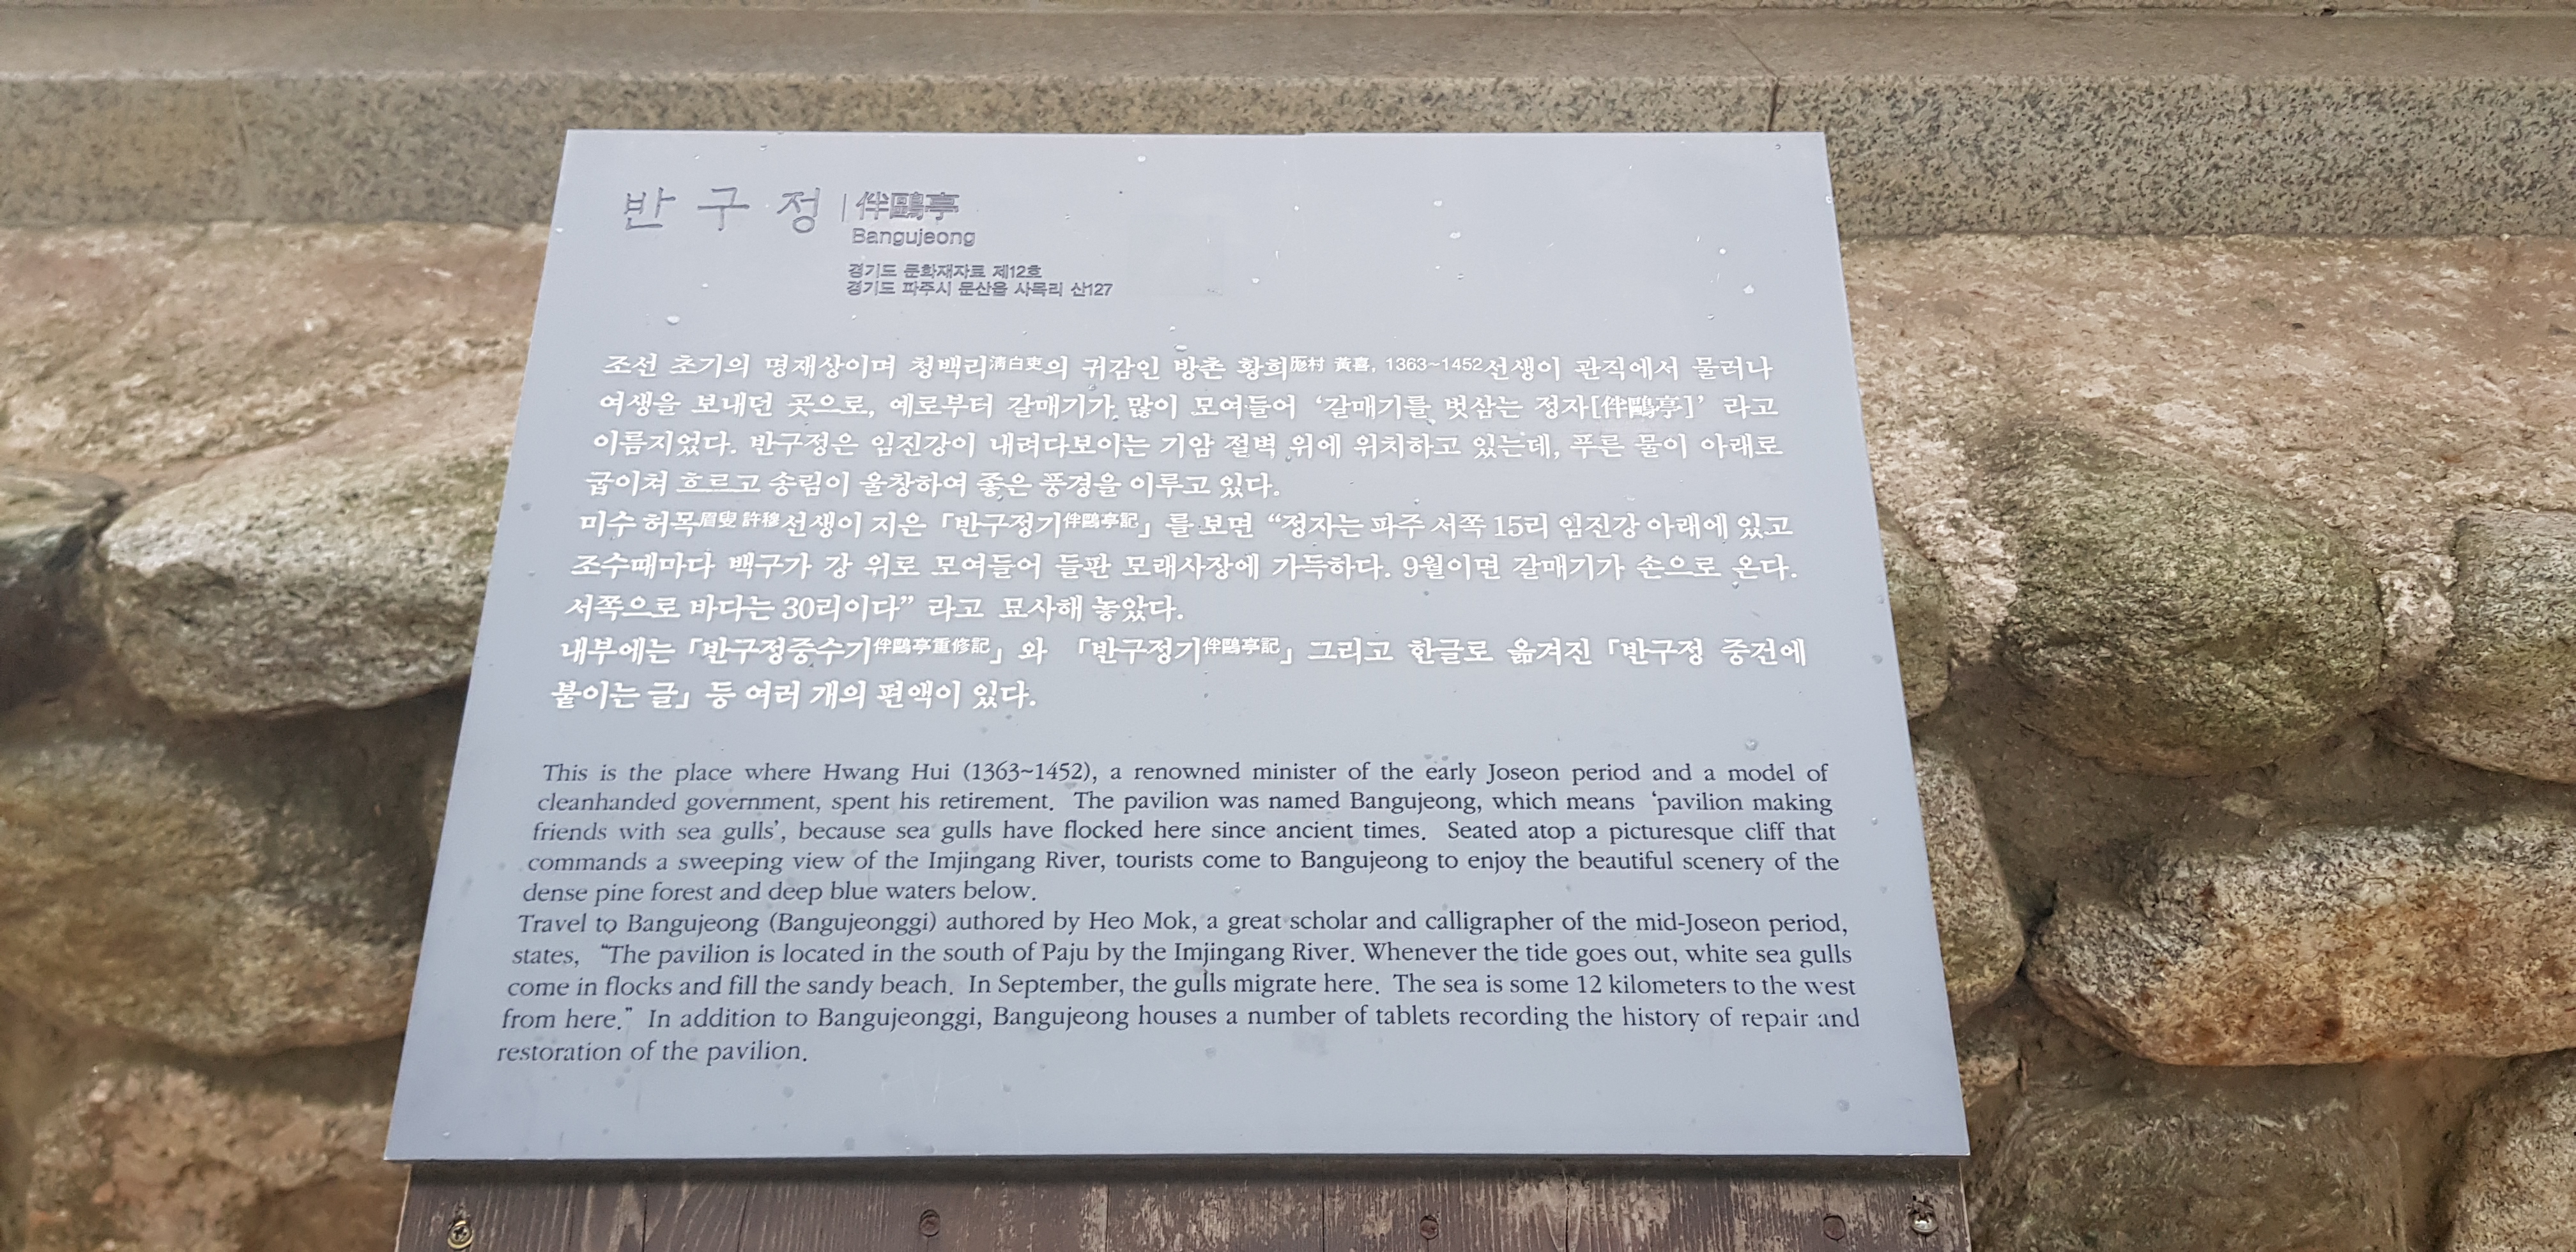 반구정 | 伴鷗亭
Bangujeong
경기도 문화재자료 제12호
경기도 파주시 문산읍 사목리 산127
조선 초기의 명재상이며 청백리淸白吏의 귀감인 방촌 황희厖村 黃喜, 1363~1452선생이 관직에서 물러나
여생을 보내던 곳으로, 예로부터 갈매기가 많이 모여들어 ‘갈매기를 벗삼는 정자[伴鷗亭]’ 라고
이름지었다. 반구정은 임진강이 내려다보이는 기암 절벽 위에 위치하고 있는데, 푸른 물이 아래로
굽이쳐 흐르고 송림이 울창하여 좋은 풍경을 이루고 있다.
미수 허목眉叟 許穆선생이 지은 「반구정기伴鷗亭記」를 보면 “정자는 파주 서쪽 15리 임진강 아래에 있고
조수때마다 백구가 강 위로 모여들어 들판 모래사장에 가득하다. 9월이면 갈매기가 손으로 온다.
서쪽으로 바다는 30리이다” 라고 묘사해 놓았다.
내부에는 「반구정중수기伴鷗亭重修記」와 「반구정기伴鷗亭記」그리고 한글로 옮겨진 「반구정 중건에
붙이는 글」등 여러 개의 편액이 있다.
This is the place where Hwang Hui (1363~1452), a renowned minister of the early Joseon period and a model of
cleanhanded government, spent his retirement. The pavilion was named Bangujeong, which means ‘pavilion making
friends with sea gulls’, because sea gulls have flocked here since ancient times. Seated atop a picturesque cliff that
commands a sweeping view of the Imjingang River, tourists come to Bangujeong to enjoy the beautiful scenery of the
dense pine forest and deep blue waters below.
Travel to Bangujeong (Bangujeonggi) authored by Heo Mok, a great scholar and calligrapher of the mid-Joseon period,
states, “The pavilion is located in the south of Paju by the Imjingang River. Whenever the tide goes out, white sea gulls
come in flocks and fill the sandy beach. In September, the gulls migrate here. The sea is some 12 kilometers to the west
from here.” In addition to Bangujeonggi, Bangujeong houses a number of tablets recording the history of repair and
restoration of the pavilion.